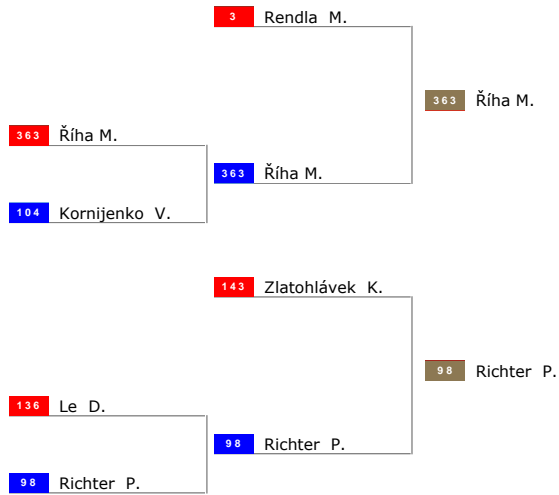 3 Rendla M.
363 Říha M.
363 Říha M.
363 Říha M.
104 Kornijenko V.
143 Zlatohlávek K.
98 Richter P.
136 Le D.
98 Richter P.
98 Richter P.